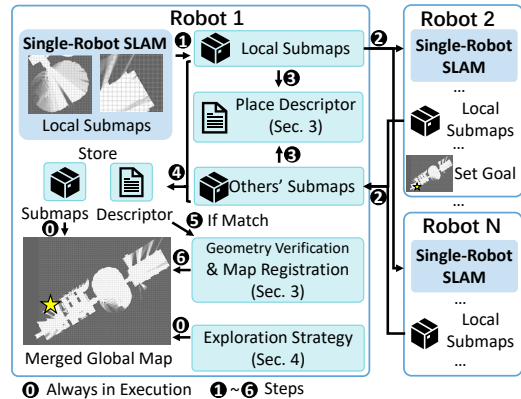 Robot 1
Single-Robot SLAM
Local Submaps
❶
Local Submaps
❷
❸
Place Descriptor
(Sec. 3)
❸
Others' Submaps
❷
Store
❹
Submaps
Descriptor
⓿
❺ If Match
Geometry Verification
& Map Registration
(Sec. 3)
❻
⓿
Exploration Strategy
(Sec. 4)
Merged Global Map
Robot 2
Single-Robot
SLAM
...
Local
Submaps
...
Set Goal
...
Robot N
Single-Robot
SLAM
...
Local
Submaps
...
⓿ Always in Execution ❶~❻ Steps